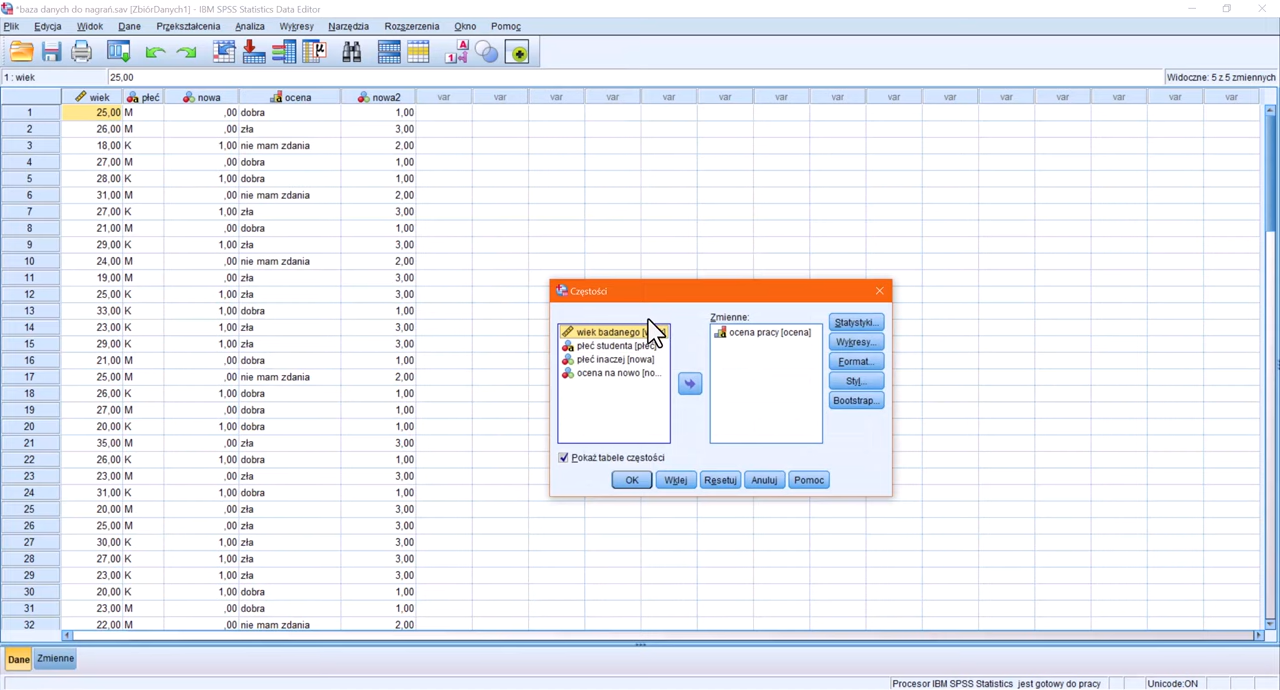 *baza danych do nagrań.sav [ZbiórDanych1] - IBM SPSS Statistics Data Editor
Plik Edycja Widok Dane Przekształcenia Analiza Wykresy Narzędzia Rozszerzenia Okno Pomoc
1 : wiek 25,00 Widoczne: 5 z 5 zmiennych
wiek płeć nowa ocena nowa2 var var var var var var var var var var var var var var var
1 25,00 M ,00 dobra 1,00
2 26,00 M ,00 zła 3,00
3 18,00 K 1,00 nie mam zdania 2,00
4 27,00 M ,00 dobra 1,00
5 28,00 K 1,00 dobra 1,00
6 31,00 M ,00 nie mam zdania 2,00
7 27,00 K 1,00 zła 3,00
8 21,00 M ,00 dobra 1,00
9 29,00 K 1,00 zła 3,00
10 24,00 M ,00 nie mam zdania 2,00
11 19,00 M ,00 zła 3,00
12 25,00 K 1,00 zła 3,00
13 33,00 K 1,00 dobra 1,00
14 23,00 K 1,00 zła 3,00
15 29,00 K 1,00 zła 3,00
16 21,00 M ,00 dobra 1,00
17 25,00 M ,00 nie mam zdania 2,00
18 26,00 K 1,00 dobra 1,00
19 27,00 M ,00 dobra 1,00
20 20,00 K 1,00 dobra 1,00
21 35,00 M ,00 zła 3,00
22 26,00 K 1,00 dobra 1,00
23 23,00 M ,00 zła 3,00
24 31,00 K 1,00 dobra 1,00
25 20,00 M ,00 zła 3,00
26 25,00 M ,00 zła 3,00
27 30,00 K 1,00 zła 3,00
28 27,00 K 1,00 zła 3,00
29 23,00 K 1,00 zła 3,00
30 20,00 K 1,00 dobra 1,00
31 23,00 M ,00 dobra 1,00
32 22,00 M ,00 nie mam zdania 2,00
Częstości
Zmienne:
wiek badanego
płeć studenta [płeć]
płeć inaczej [nowa]
ocena na nowo [no...
ocena pracy [ocena]
Statystyki...
Wykresy...
Format...
Styl...
Bootstrap...
Pokaż tabele częstości
OK Wklej Resetuj Anuluj Pomoc
Dane Zmienne
Procesor IBM SPSS Statistics jest gotowy do pracy Unicode:ON